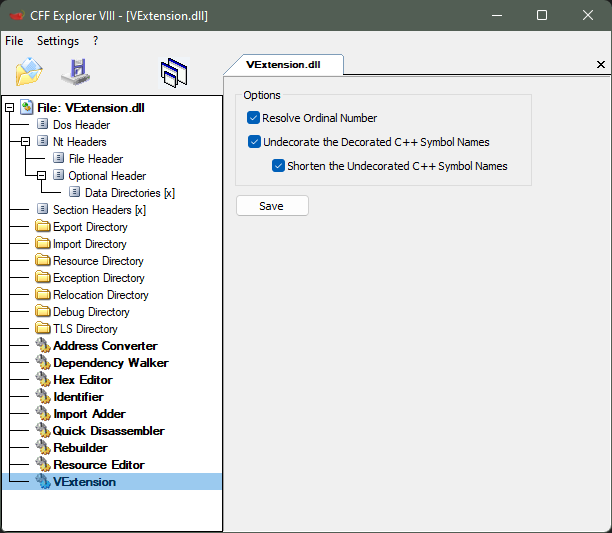 CFF Explorer VIII - [VExtension.dll]
File Settings ?
VExtension.dll
File: VExtension.dll
Dos Header
Nt Headers
File Header
Optional Header
Data Directories [x]
Section Headers [x]
Export Directory
Import Directory
Resource Directory
Exception Directory
Relocation Directory
Debug Directory
TLS Directory
Address Converter
Dependency Walker
Hex Editor
Identifier
Import Adder
Quick Disassembler
Rebuilder
Resource Editor
VExtension
Options
Resolve Ordinal Number
Undecorate the Decorated C++ Symbol Names
Shorten the Undecorated C++ Symbol Names
Save